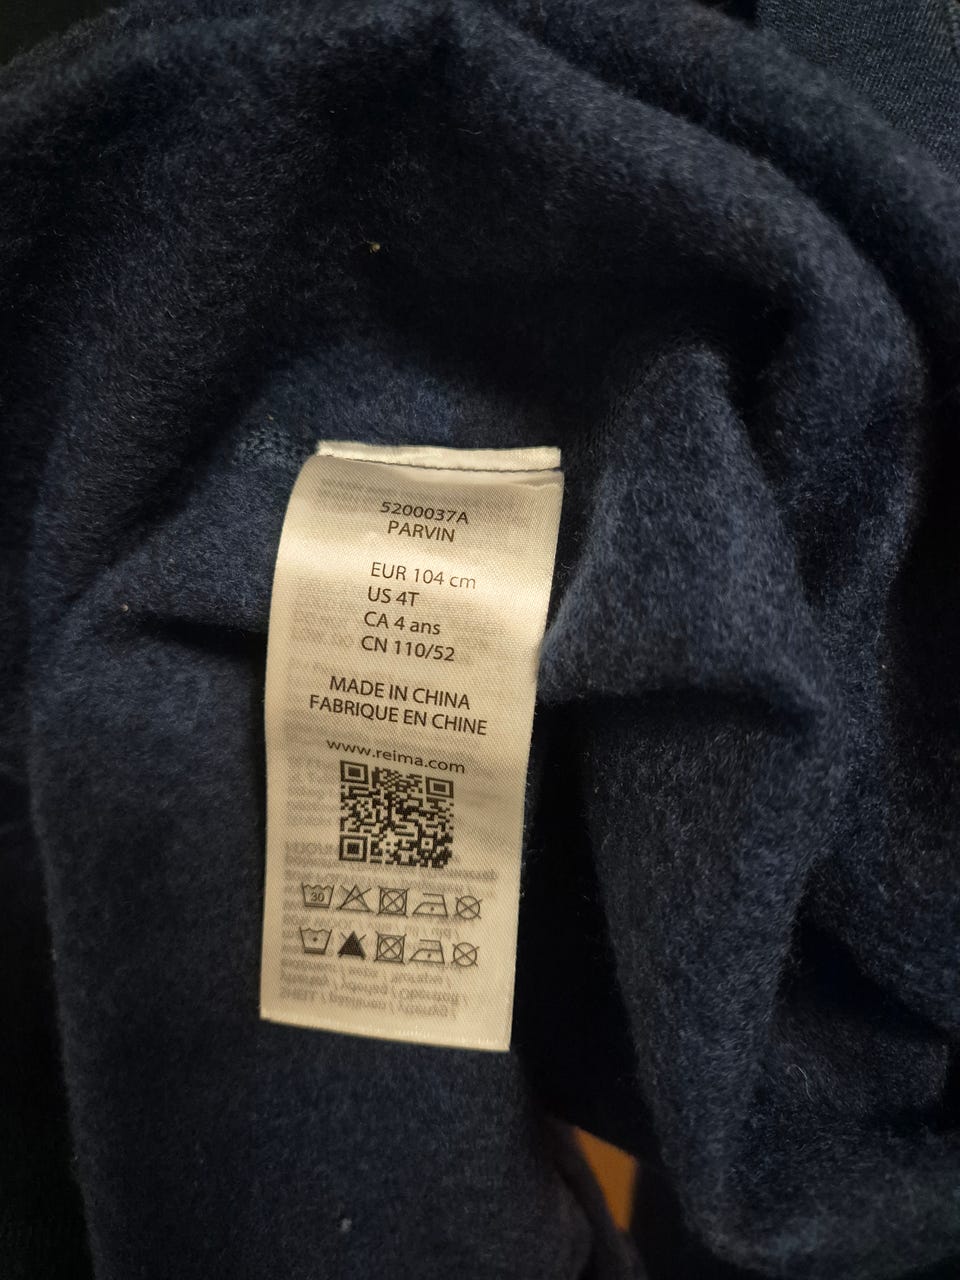 5200037A
PARVIN
EUR 104 cm
US 4T
CA 4 ans
CN 110/52
MADE IN CHINA
FABRIQUE EN CHINE
www.reima.com
30